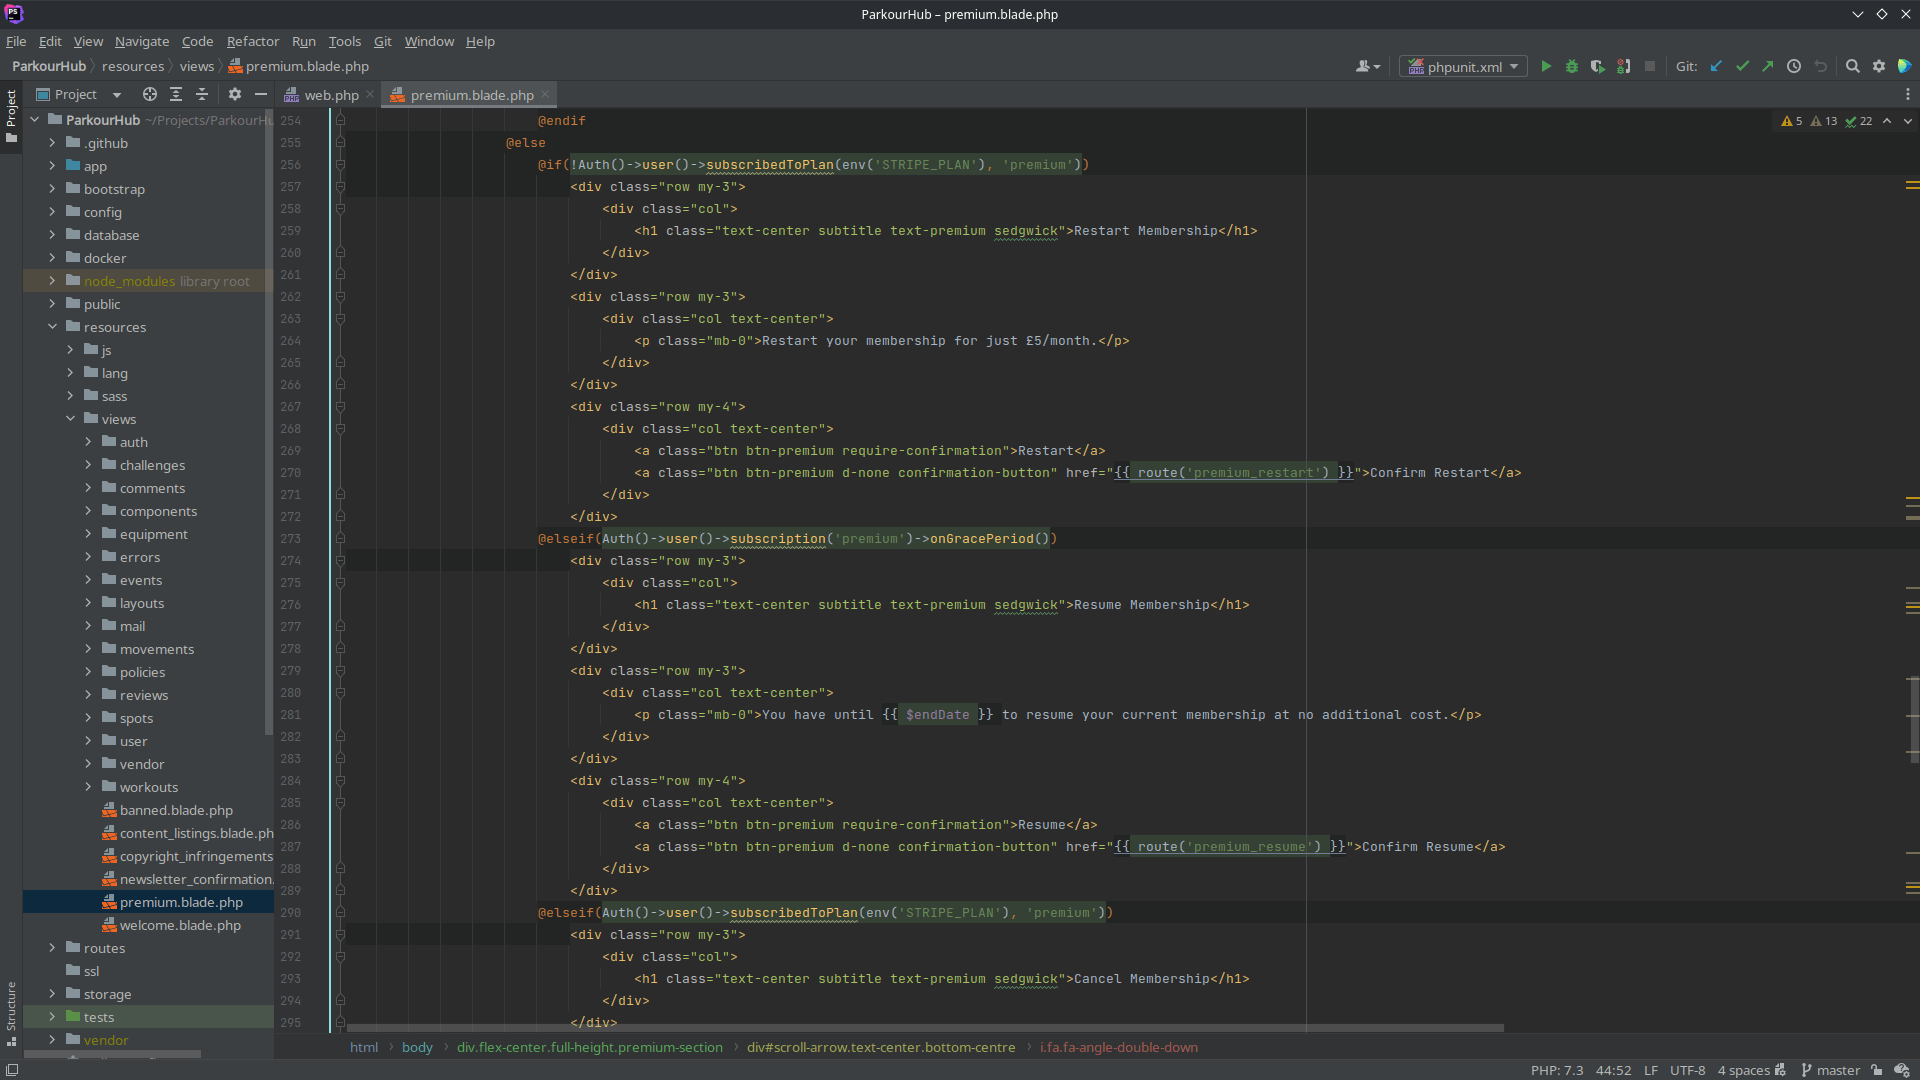 ParkourHub – premium.blade.php
File Edit View Navigate Code Refactor Run Tools Git Window Help
ParkourHub resources views premium.blade.php
phpunit.xml
Git:
Project
web.php
premium.blade.php
Project
Structure
ParkourHub ~/Projects/ParkourHu
.github
app
bootstrap
config
database
docker
node_modules library root
public
resources
js
lang
sass
views
auth
challenges
comments
components
equipment
errors
events
layouts
mail
movements
policies
reviews
spots
user
vendor
workouts
banned.blade.php
content_listings.blade.ph
copyright_infringements
newsletter_confirmation.
premium.blade.php
welcome.blade.php
routes
ssl
storage
tests
vendor
5 13 22
254 @endif
255 @else
256 @if(!Auth()->user()->subscribedToPlan(env('STRIPE_PLAN'), 'premium'))
257 <div class="row my-3">
258 <div class="col">
259 <h1 class="text-center subtitle text-premium sedgwick">Restart Membership</h1>
260 </div>
261 </div>
262 <div class="row my-3">
263 <div class="col text-center">
264 <p class="mb-0">Restart your membership for just £5/month.</p>
265 </div>
266 </div>
267 <div class="row my-4">
268 <div class="col text-center">
269 <a class="btn btn-premium require-confirmation">Restart</a>
270 <a class="btn btn-premium d-none confirmation-button" href="{{ route('premium_restart') }}">Confirm Restart</a>
271 </div>
272 </div>
273 @elseif(Auth()->user()->subscription('premium')->onGracePeriod())
274 <div class="row my-3">
275 <div class="col">
276 <h1 class="text-center subtitle text-premium sedgwick">Resume Membership</h1>
277 </div>
278 </div>
279 <div class="row my-3">
280 <div class="col text-center">
281 <p class="mb-0">You have until {{ $endDate }} to resume your current membership at no additional cost.</p>
282 </div>
283 </div>
284 <div class="row my-4">
285 <div class="col text-center">
286 <a class="btn btn-premium require-confirmation">Resume</a>
287 <a class="btn btn-premium d-none confirmation-button" href="{{ route('premium_resume') }}">Confirm Resume</a>
288 </div>
289 </div>
290 @elseif(Auth()->user()->subscribedToPlan(env('STRIPE_PLAN'), 'premium'))
291 <div class="row my-3">
292 <div class="col">
293 <h1 class="text-center subtitle text-premium sedgwick">Cancel Membership</h1>
294 </div>
295 </div>
html body div.flex-center.full-height.premium-section div#scroll-arrow.text-center.bottom-centre i.fa.fa-angle-double-down
PHP: 7.3 44:52 LF UTF-8 4 spaces master